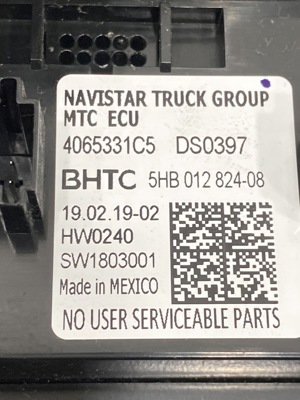 NAVISTAR TRUCK GROUP
MTC ECU
4065331C5 DS0397
BHTC 5HB 012 824-08
19.02.19-02
HW0240
SW1803001
Made in MEXICO
NO USER SERVICEABLE PARTS